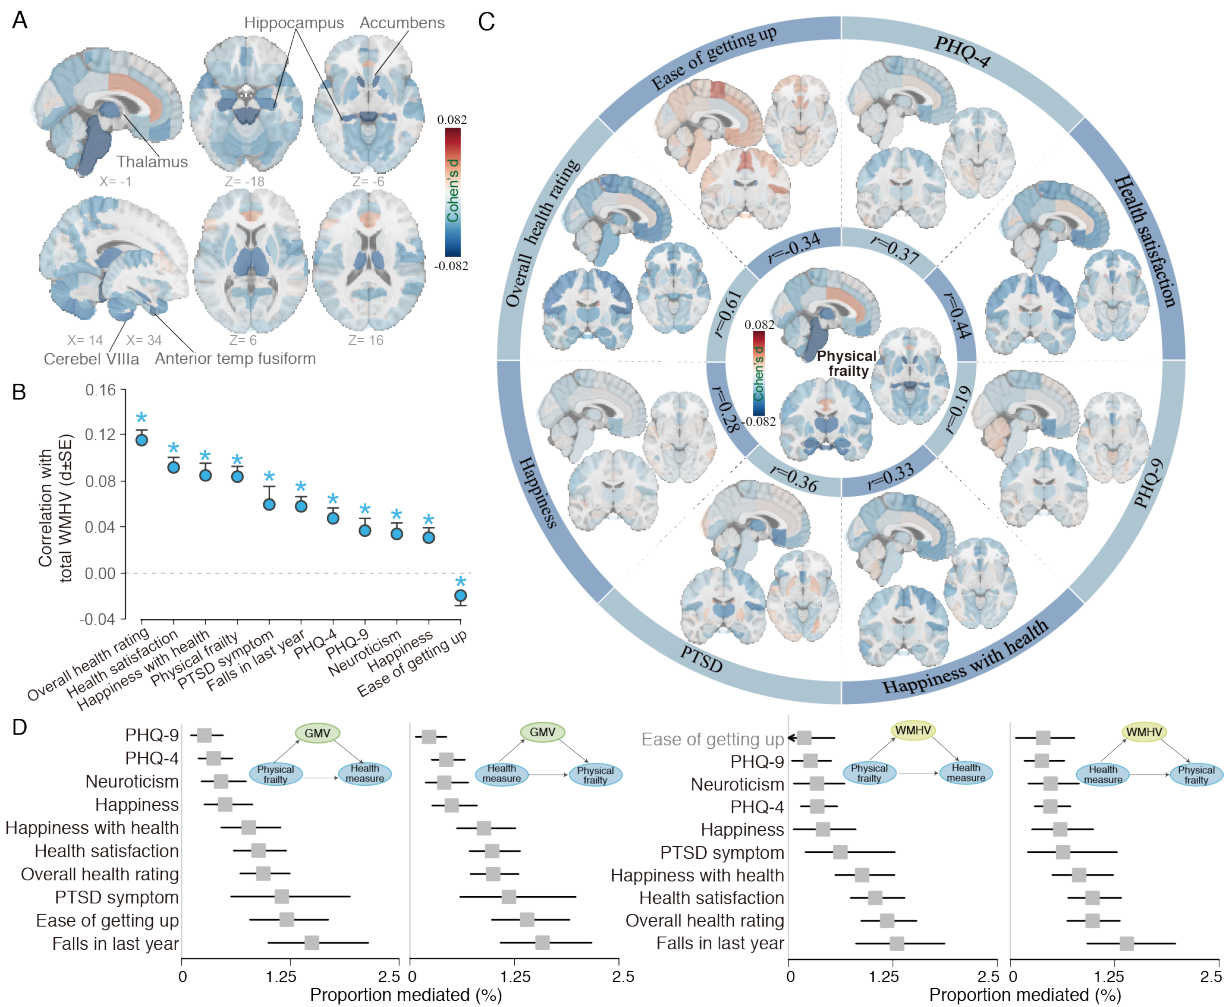 A
Hippocampus
Accumbens
Thalamus
X= -1
Z= -18
Z= -6
0.082
Cohen's d
-0.082
X= 14
X= 34
Z= 6
Z= 16
Cerebel VIIIa
Anterior temp fusiform
B
Correlation with
total WMHV (d±SE)
0.16
0.12
0.08
0.04
0.00
-0.04
*
*
*
*
*
*
*
*
*
*
*
Overall health rating
Health satisfaction
Happiness with health
Physical frailty
PTSD symptom
Falls in last year
PHQ-4
PHQ-9
Neuroticism
Happiness
Ease of getting up
C
Ease of getting up
PHQ-4
Health satisfaction
PHQ-9
Happiness with health
PTSD
Happiness
Overall health rating
r=-0.34
r=0.37
r=0.44
r=0.19
r=0.33
r=0.36
r=0.28
r=0.61
0.082
Cohen's d
-0.082
Physical
frailty
D
PHQ-9
PHQ-4
Neuroticism
Happiness
Happiness with health
Health satisfaction
Overall health rating
PTSD symptom
Ease of getting up
Falls in last year
GMV
Physical
frailty
Health
measure
GMV
Health
measure
Physical
frailty
0
1.25
2.5
0
1.25
2.5
Proportion mediated (%)
Ease of getting up
PHQ-9
Neuroticism
PHQ-4
Happiness
PTSD symptom
Happiness with health
Health satisfaction
Overall health rating
Falls in last year
WMHV
Physical
frailty
Health
measure
WMHV
Health
measure
Physical
frailty
0
1.25
2.5
0
1.25
2.5
Proportion mediated (%)